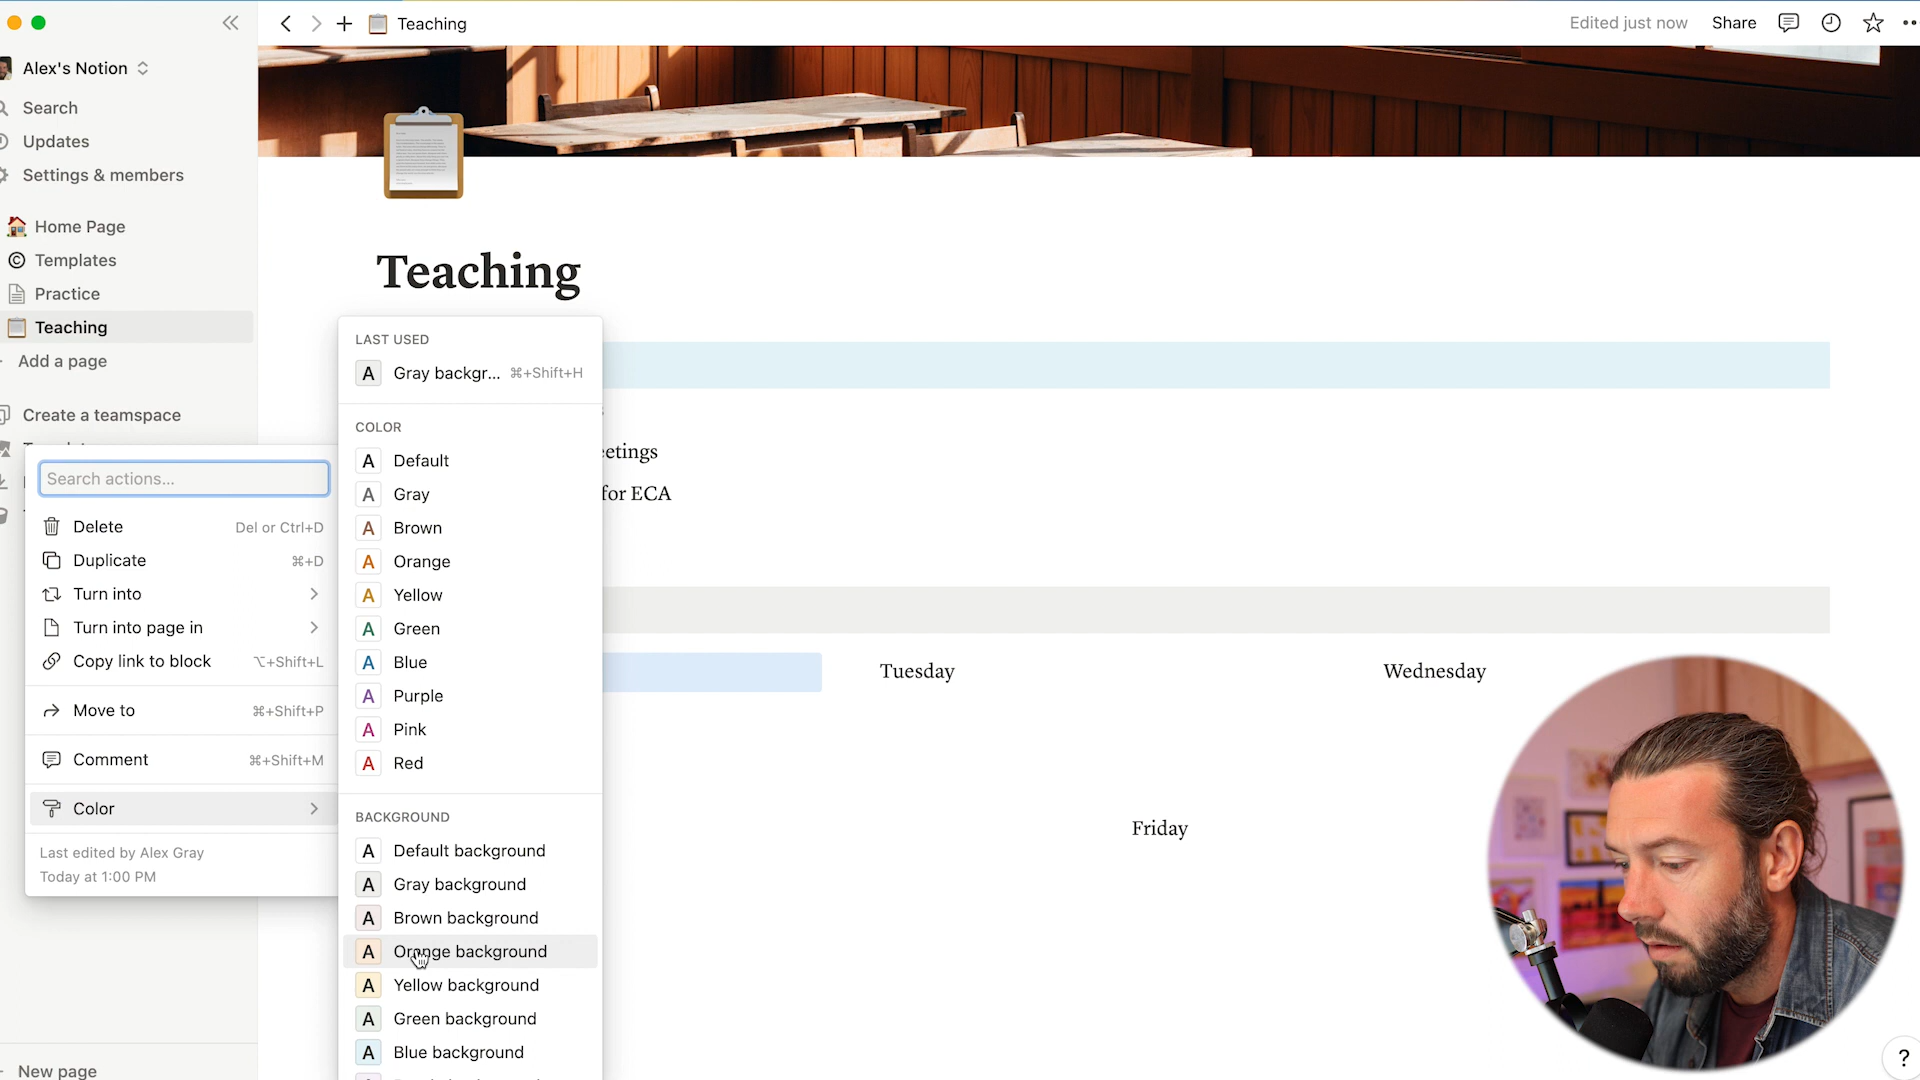 Teaching
Edited just now
Share
Alex's Notion
Search
Updates
Settings & members
Home Page
Templates
Practice
Teaching
Add a page
Create a teamspace
Search actions...
Delete Del or Ctrl+D
Duplicate ⌘+D
Turn into
Turn into page in
Copy link to block ⌥+Shift+L
Move to ⌘+Shift+P
Comment ⌘+Shift+M
Color
Last edited by Alex Gray
Today at 1:00 PM
New page
Teaching
LAST USED
A Gray backgr... ⌘+Shift+H
COLOR
A Default
A Gray
A Brown
A Orange
A Yellow
A Green
A Blue
A Purple
A Pink
A Red
BACKGROUND
A Default background
A Gray background
A Brown background
A Orange background
A Yellow background
A Green background
A Blue background
etings
for ECA
Tuesday
Wednesday
Friday
?